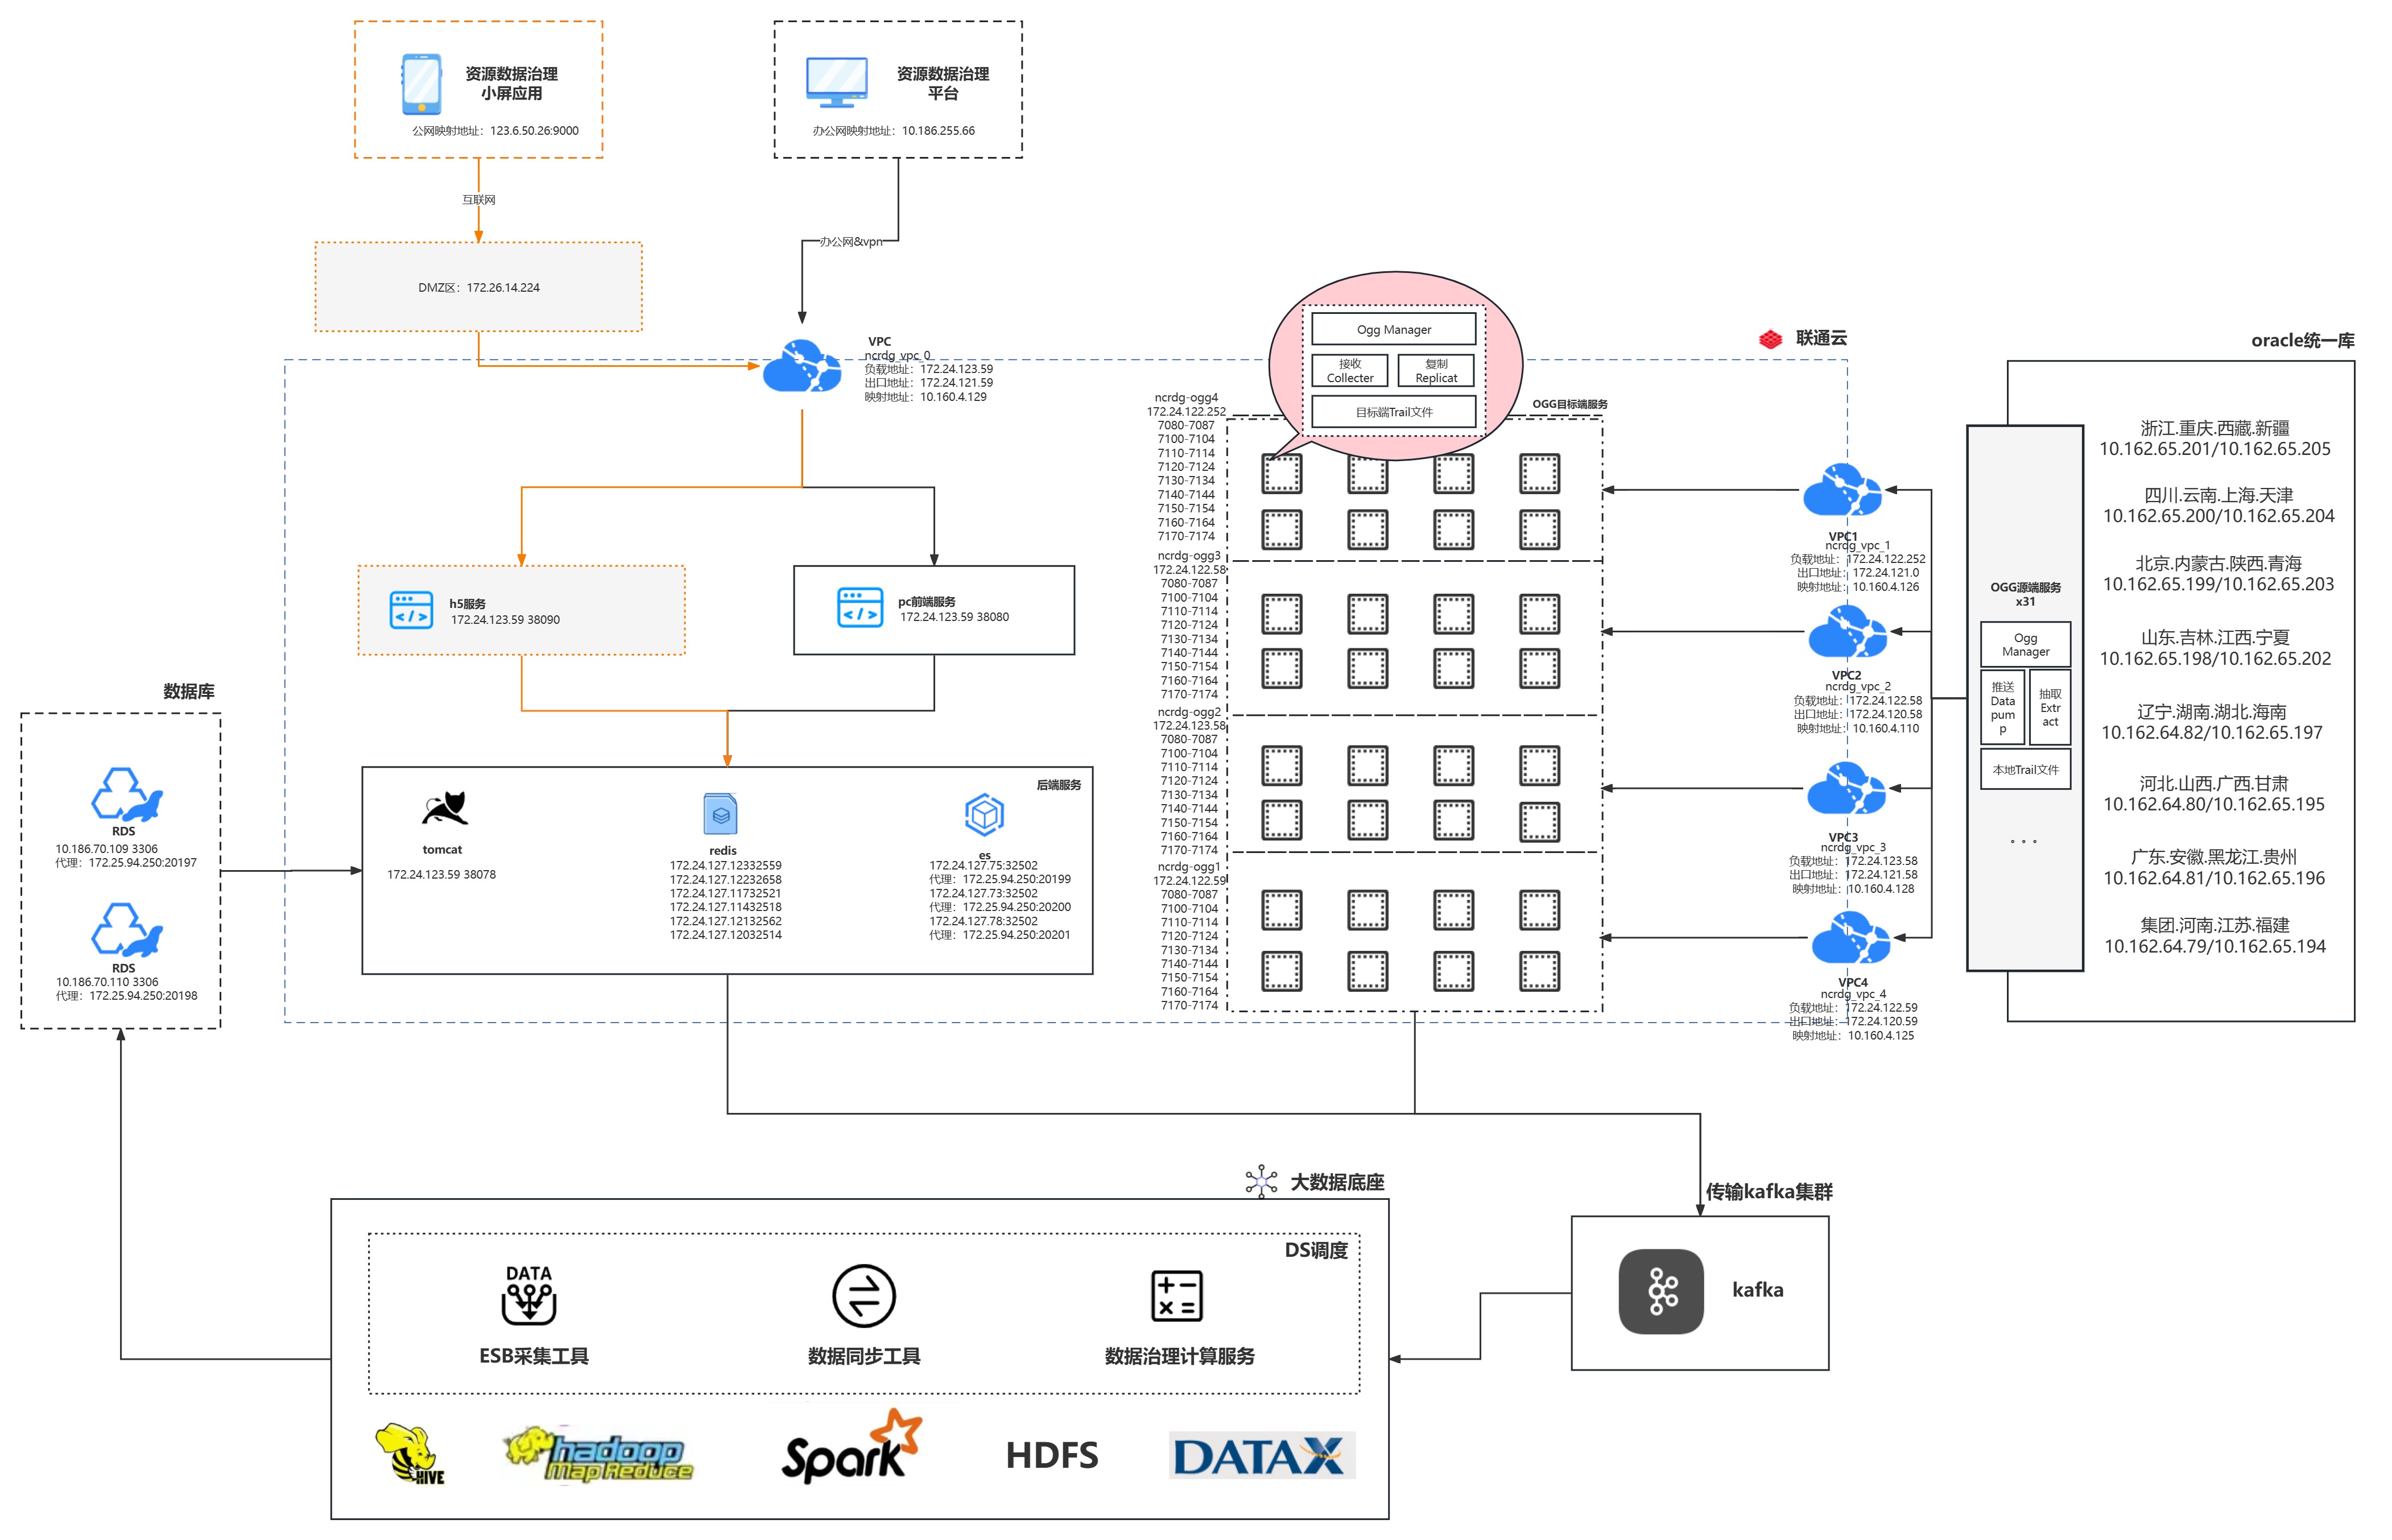 资源数据治理
小屏应用
公网映射地址：123.6.50.26:9000
资源数据治理
平台
办公网映射地址：10.186.255.66
互联网
办公网&vpn
DMZ区：172.26.14.224
VPC
ncrdg_vpc_0
负载地址：172.24.123.59
出口地址：172.24.121.59
映射地址：10.160.4.129
h5服务
172.24.123.59 38090
pc前端服务
172.24.123.59 38080
数据库
RDS
10.186.70.109 3306
代理：172.25.94.250:20197
RDS
10.186.70.110 3306
代理：172.25.94.250:20198
后端服务
tomcat
172.24.123.59 38078
redis
172.24.127.12332559
172.24.127.12232658
172.24.127.11732521
172.24.127.11432518
172.24.127.12132562
172.24.127.12032514
es
172.24.127.75:32502
代理：172.25.94.250:20199
172.24.127.73:32502
代理：172.25.94.250:20200
172.24.127.78:32502
代理：172.25.94.250:20201
Ogg Manager
接收
Collecter
复制
Replicat
目标端Trail文件
OGG目标端服务
联通云
ncrdg-ogg4
172.24.122.252
7080-7087
7100-7104
7110-7114
7120-7124
7130-7134
7140-7144
7150-7154
7160-7164
7170-7174
ncrdg-ogg3
172.24.122.58
7080-7087
7100-7104
7110-7114
7120-7124
7130-7134
7140-7144
7150-7154
7160-7164
7170-7174
ncrdg-ogg2
172.24.123.58
7080-7087
7100-7104
7110-7114
7120-7124
7130-7134
7140-7144
7150-7154
7160-7164
7170-7174
ncrdg-ogg1
172.24.122.59
7080-7087
7100-7104
7110-7114
7120-7124
7130-7134
7140-7144
7150-7154
7160-7164
7170-7174
VPC1
ncrdg_vpc_1
负载地址：172.24.122.252
出口地址：172.24.121.0
映射地址：10.160.4.126
VPC2
ncrdg_vpc_2
负载地址：172.24.122.58
出口地址：172.24.120.58
映射地址：10.160.4.110
VPC3
ncrdg_vpc_3
负载地址：172.24.123.58
出口地址：172.24.121.58
映射地址：10.160.4.128
VPC4
ncrdg_vpc_4
负载地址：172.24.122.59
出口地址：172.24.120.59
映射地址：10.160.4.125
oracle统一库
OGG源端服务
x31
Ogg
Manager
推送
Data
pum
p
抽取
Extr
act
本地Trail文件
浙江.重庆.西藏.新疆
10.162.65.201/10.162.65.205
四川.云南.上海.天津
10.162.65.200/10.162.65.204
北京.内蒙古.陕西.青海
10.162.65.199/10.162.65.203
山东.吉林.江西.宁夏
10.162.65.198/10.162.65.202
辽宁.湖南.湖北.海南
10.162.64.82/10.162.65.197
河北.山西.广西.甘肃
10.162.64.80/10.162.65.195
。。。
广东.安徽.黑龙江.贵州
10.162.64.81/10.162.65.196
集团.河南.江苏.福建
10.162.64.79/10.162.65.194
大数据底座
DS调度
DATA
ESB采集工具
数据同步工具
数据治理计算服务
HIVE
hadoop
MapReduce
Spark
HDFS
DATAX
传输kafka集群
kafka